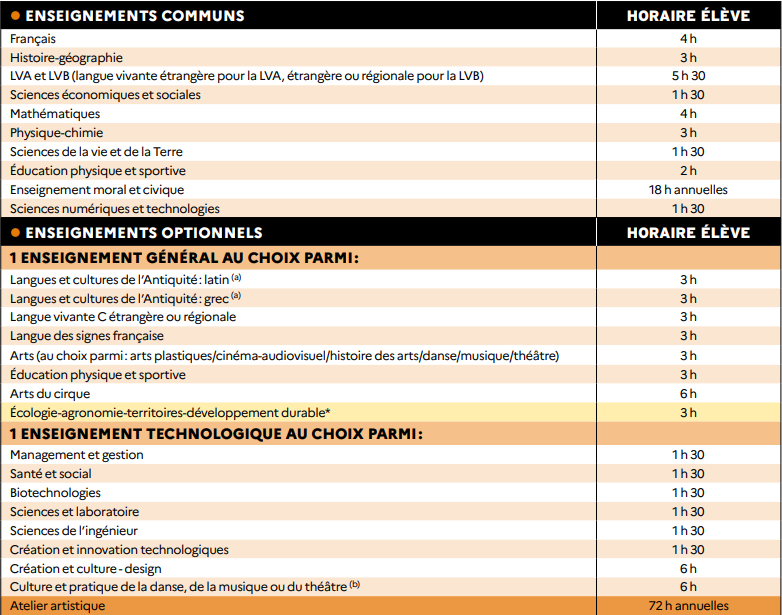 ● ENSEIGNEMENTS COMMUNS HORAIRE ÉLÈVE
Français 4 h
Histoire-géographie 3 h
LVA et LVB (langue vivante étrangère pour la LVA, étrangère ou régionale pour la LVB) 5 h 30
Sciences économiques et sociales 1 h 30
Mathématiques 4 h
Physique-chimie 3 h
Sciences de la vie et de la Terre 1 h 30
Éducation physique et sportive 2 h
Enseignement moral et civique 18 h annuelles
Sciences numériques et technologies 1 h 30
● ENSEIGNEMENTS OPTIONNELS HORAIRE ÉLÈVE
1 ENSEIGNEMENT GÉNÉRAL AU CHOIX PARMI :
Langues et cultures de l’Antiquité : latin (a) 3 h
Langues et cultures de l’Antiquité : grec (a) 3 h
Langue vivante C étrangère ou régionale 3 h
Langue des signes française 3 h
Arts (au choix parmi : arts plastiques/cinéma-audiovisuel/histoire des arts/danse/musique/théâtre) 3 h
Éducation physique et sportive 3 h
Arts du cirque 6 h
Écologie-agronomie-territoires-développement durable* 3 h
1 ENSEIGNEMENT TECHNOLOGIQUE AU CHOIX PARMI :
Management et gestion 1 h 30
Santé et social 1 h 30
Biotechnologies 1 h 30
Sciences et laboratoire 1 h 30
Sciences de l’ingénieur 1 h 30
Création et innovation technologiques 1 h 30
Création et culture - design 6 h
Culture et pratique de la danse, de la musique ou du théâtre (b) 6 h
Atelier artistique 72 h annuelles